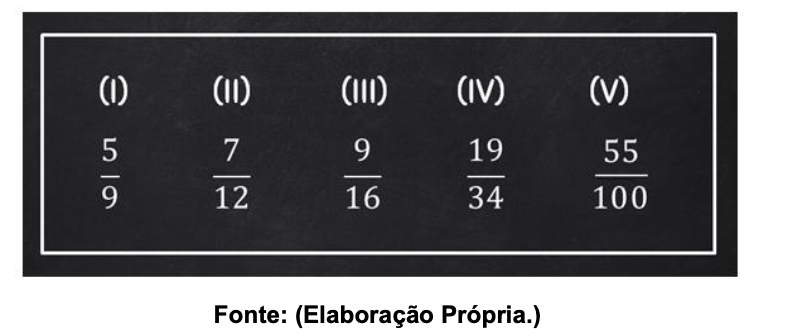 (I) (II) (III) (IV) (V)
5 7 9 19 55
9 12 16 34 100
Fonte: (Elaboração Própria.)